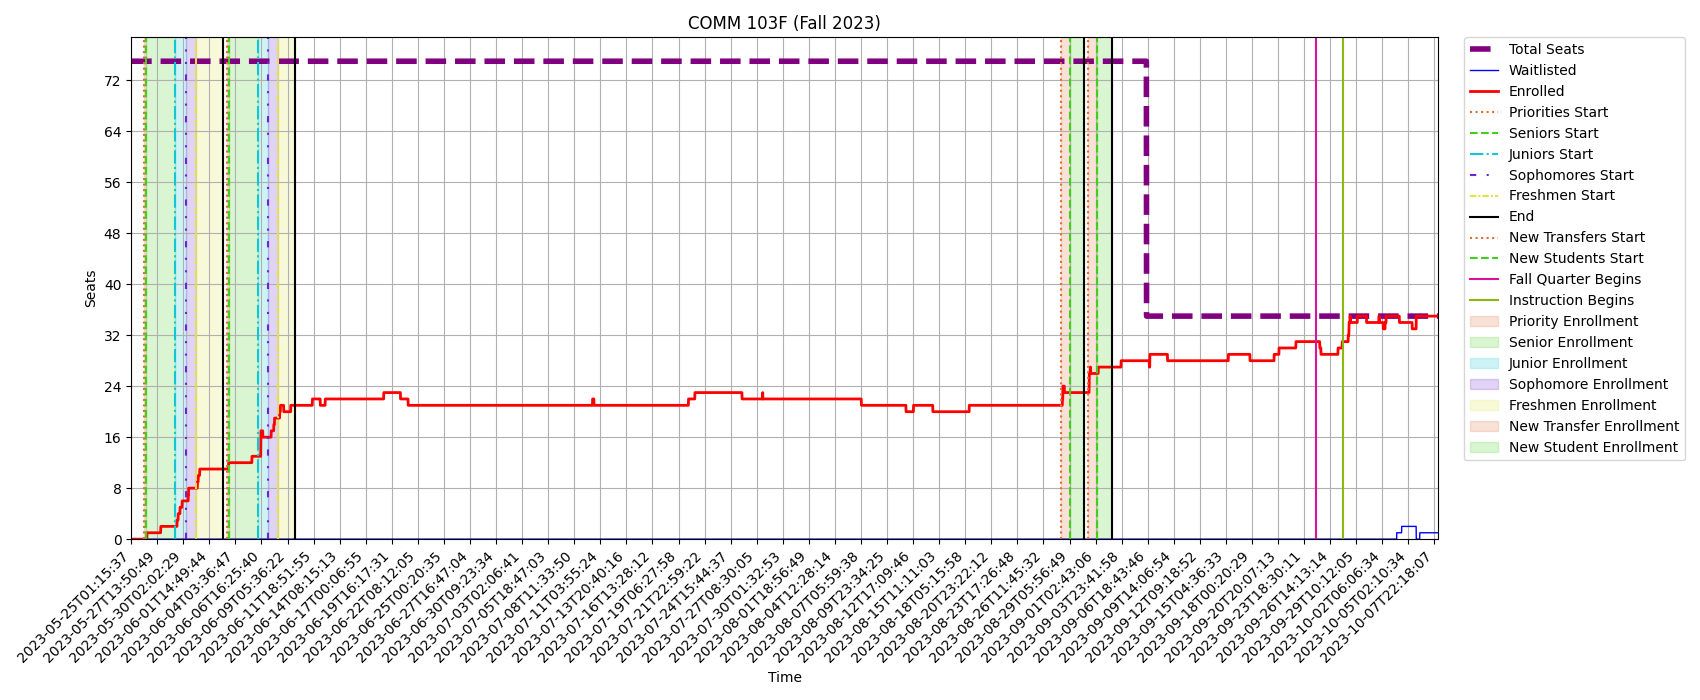 COMM 103F (Fall 2023)
Seats
72
64
56
48
40
32
24
16
8
0
2023-05-25T01:15:37
2023-05-27T13:50:49
2023-05-30T02:02:29
2023-06-01T14:49:44
2023-06-04T03:36:47
2023-06-06T16:25:40
2023-06-09T05:36:22
2023-06-11T18:51:55
2023-06-14T08:15:13
2023-06-17T00:06:55
2023-06-19T16:17:31
2023-06-22T08:12:05
2023-06-25T00:20:35
2023-06-27T16:47:04
2023-06-30T09:23:34
2023-07-03T02:06:41
2023-07-05T18:47:03
2023-07-08T11:33:50
2023-07-11T03:55:24
2023-07-13T20:40:16
2023-07-16T13:28:12
2023-07-19T06:27:58
2023-07-21T22:59:22
2023-07-24T15:44:37
2023-07-27T08:30:05
2023-07-30T01:32:53
2023-08-01T18:56:49
2023-08-04T12:28:14
2023-08-07T05:59:38
2023-08-09T23:34:25
2023-08-12T17:09:46
2023-08-15T11:11:03
2023-08-18T05:15:58
2023-08-20T23:22:12
2023-08-23T17:26:48
2023-08-26T11:45:32
2023-08-29T05:56:49
2023-09-01T02:43:06
2023-09-03T23:41:58
2023-09-06T18:43:46
2023-09-09T14:06:54
2023-09-12T09:18:52
2023-09-15T04:36:33
2023-09-18T00:20:29
2023-09-20T20:07:13
2023-09-23T18:30:11
2023-09-26T14:13:14
2023-09-29T10:12:05
2023-10-02T06:06:34
2023-10-05T02:10:34
2023-10-07T22:18:07
Time
Total Seats
Waitlisted
Enrolled
Priorities Start
Seniors Start
Juniors Start
Sophomores Start
Freshmen Start
End
New Transfers Start
New Students Start
Fall Quarter Begins
Instruction Begins
Priority Enrollment
Senior Enrollment
Junior Enrollment
Sophomore Enrollment
Freshmen Enrollment
New Transfer Enrollment
New Student Enrollment